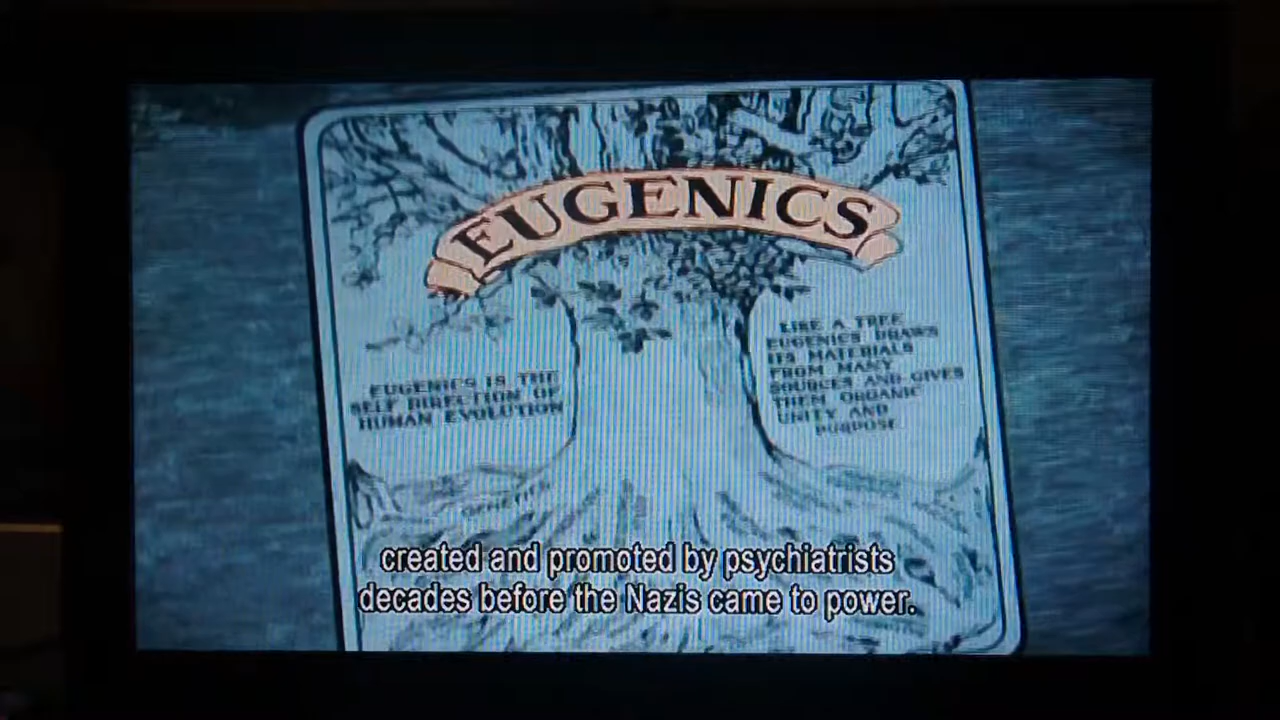 EUGENICS
EUGENICS IS THE
SELF DIRECTION OF
HUMAN EVOLUTION
LIKE A TREE
EUGENICS DRAWS
ITS MATERIALS
FROM MANY
SOURCES AND GIVES
THEM ORGANIC
UNITY AND
PURPOSE
GENETICS
created and promoted by psychiatrists
decades before the Nazis came to power.